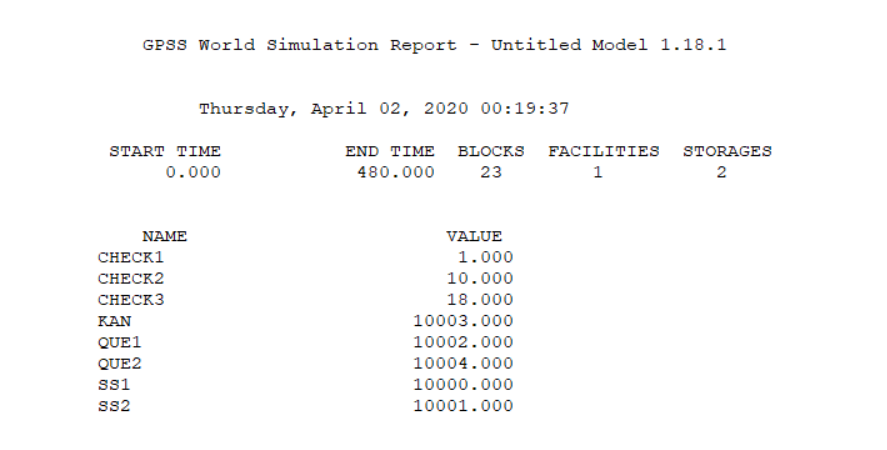 GPSS World Simulation Report - Untitled Model 1.18.1
Thursday, April 02, 2020 00:19:37
START TIME END TIME BLOCKS FACILITIES STORAGES
0.000 480.000 23 1 2
NAME VALUE
CHECK1 1.000
CHECK2 10.000
CHECK3 18.000
KAN 10003.000
QUE1 10002.000
QUE2 10004.000
SS1 10000.000
SS2 10001.000